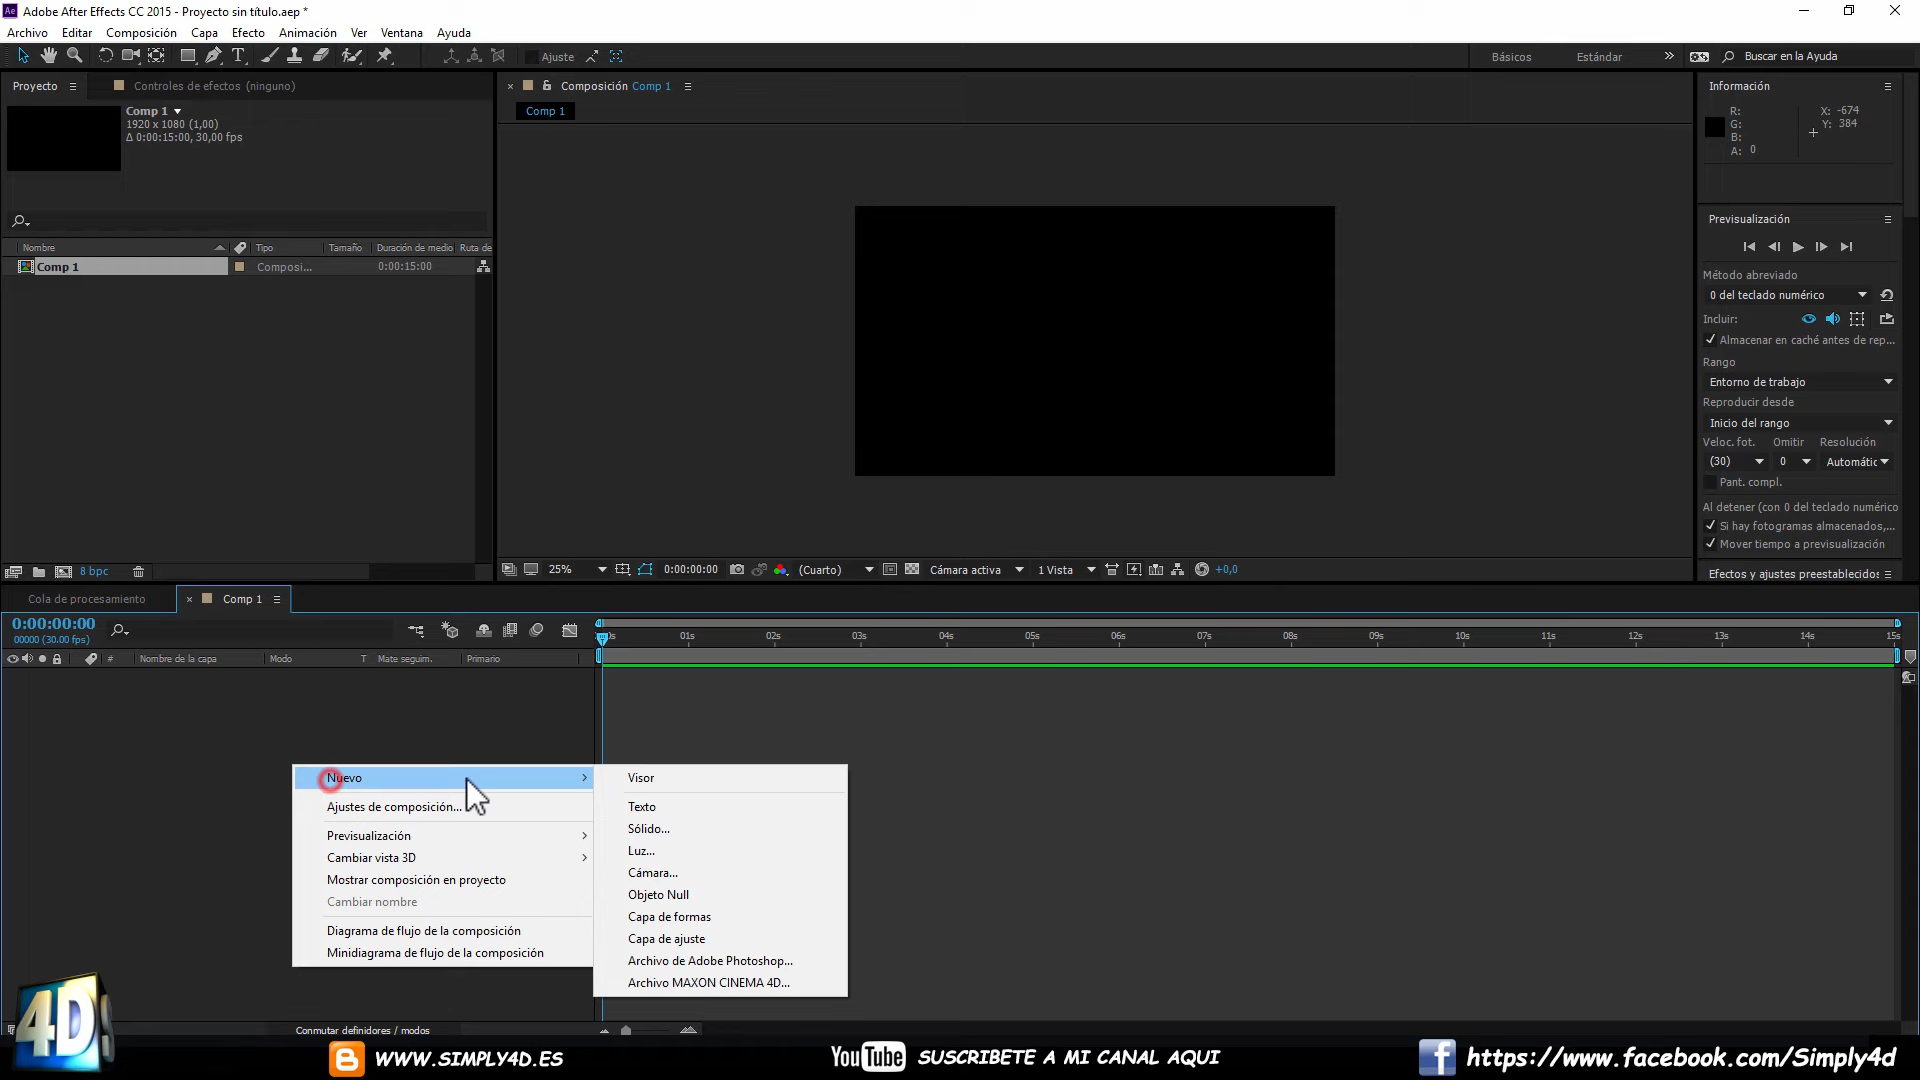 Ae Adobe After Effects CC 2015 - Proyecto sin título.aep *
Archivo Editar Composición Capa Efecto Animación Ver Ventana Ayuda
T Ajuste Básicos Estándar » Buscar en la Ayuda
Proyecto Controles de efectos (ninguno)
Comp 1
1920 x 1080 (1,00)
Δ 0:00:15:00, 30,00 fps
Nombre Tipo Tamaño Duración de medio Ruta de
Comp 1 Composi... 0:00:15:00
8 bpc
× Composición Comp 1
Comp 1
25% 0:00:00:00 (Cuarto) Cámara activa 1 Vista +0,0
Información
R: X: -674
G: Y: 384
B:
A: 0
Previsualización
Método abreviado
0 del teclado numérico
Incluir:
Almacenar en caché antes de rep...
Rango
Entorno de trabajo
Reproducir desde
Inicio del rango
Veloc. fot. Omitir Resolución
(30) 0 Automátic
Pant. compl.
Al detener (con 0 del teclado numérico
Si hay fotogramas almacenados,...
Mover tiempo a previsualización
Efectos y ajustes preestablecidos
Cola de procesamiento × Comp 1
0:00:00:00
00000 (30.00 fps)
# Nombre de la capa Modo T Mate seguim. Primario
0s 01s 02s 03s 04s 05s 06s 07s 08s 09s 10s 11s 12s 13s 14s 15s
Nuevo
Ajustes de composición...
Previsualización
Cambiar vista 3D
Mostrar composición en proyecto
Cambiar nombre
Diagrama de flujo de la composición
Minidiagrama de flujo de la composición
Visor
Texto
Sólido...
Luz...
Cámara...
Objeto Null
Capa de formas
Capa de ajuste
Archivo de Adobe Photoshop...
Archivo MAXON CINEMA 4D...
Conmutar definidores / modos
4D
WWW.SIMPLY4D.ES
YouTube SUSCRIBETE A MI CANAL AQUI
f https://www.facebook.com/Simply4d